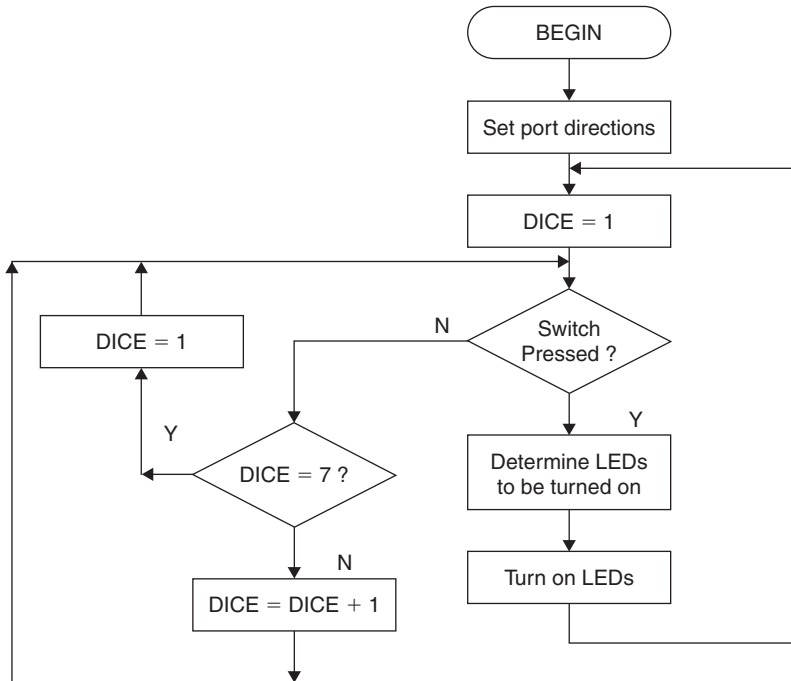 BEGIN
Set port directions
DICE = 1
N
Switch
Pressed ?
DICE = 1
Y
Y
DICE = 7 ?
Determine LEDs
to be turned on
N
DICE = DICE + 1
Turn on LEDs